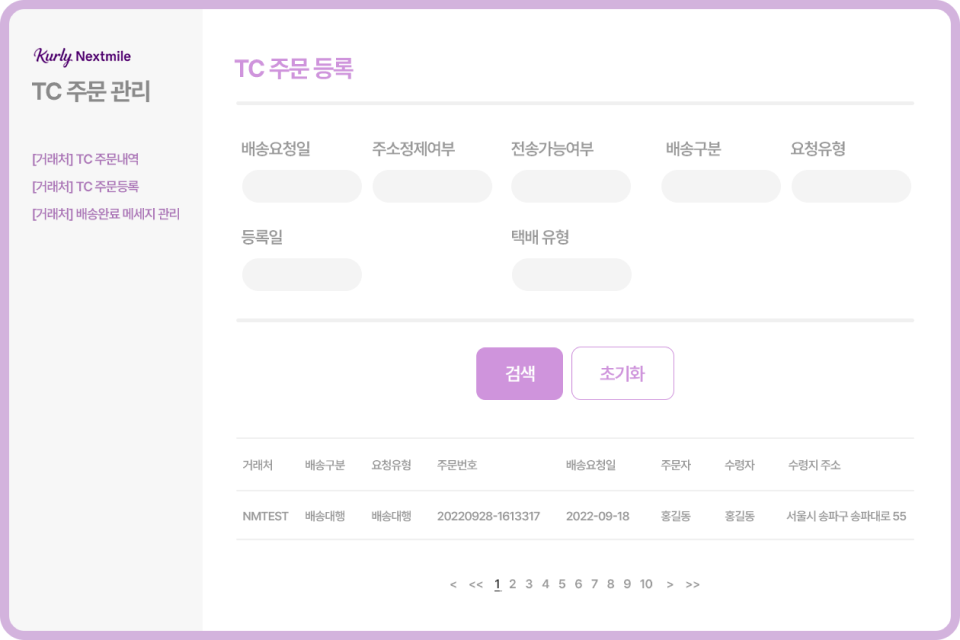 Kurly Nextmile
TC 주문 관리
[거래처] TC 주문내역
[거래처] TC 주문등록
[거래처] 배송완료 메세지 관리
TC 주문 등록
배송요청일 주소정제여부 전송가능여부 배송구분 요청유형
등록일 택배 유형
검색 초기화
거래처 배송구분 요청유형 주문번호 배송요청일 주문자 수령자 수령지 주소
NMTEST 배송대행 배송대행 20220928-1613317 2022-09-18 홍길동 홍길동 서울시 송파구 송파대로 55
< << 1 2 3 4 5 6 7 8 9 10 > >>